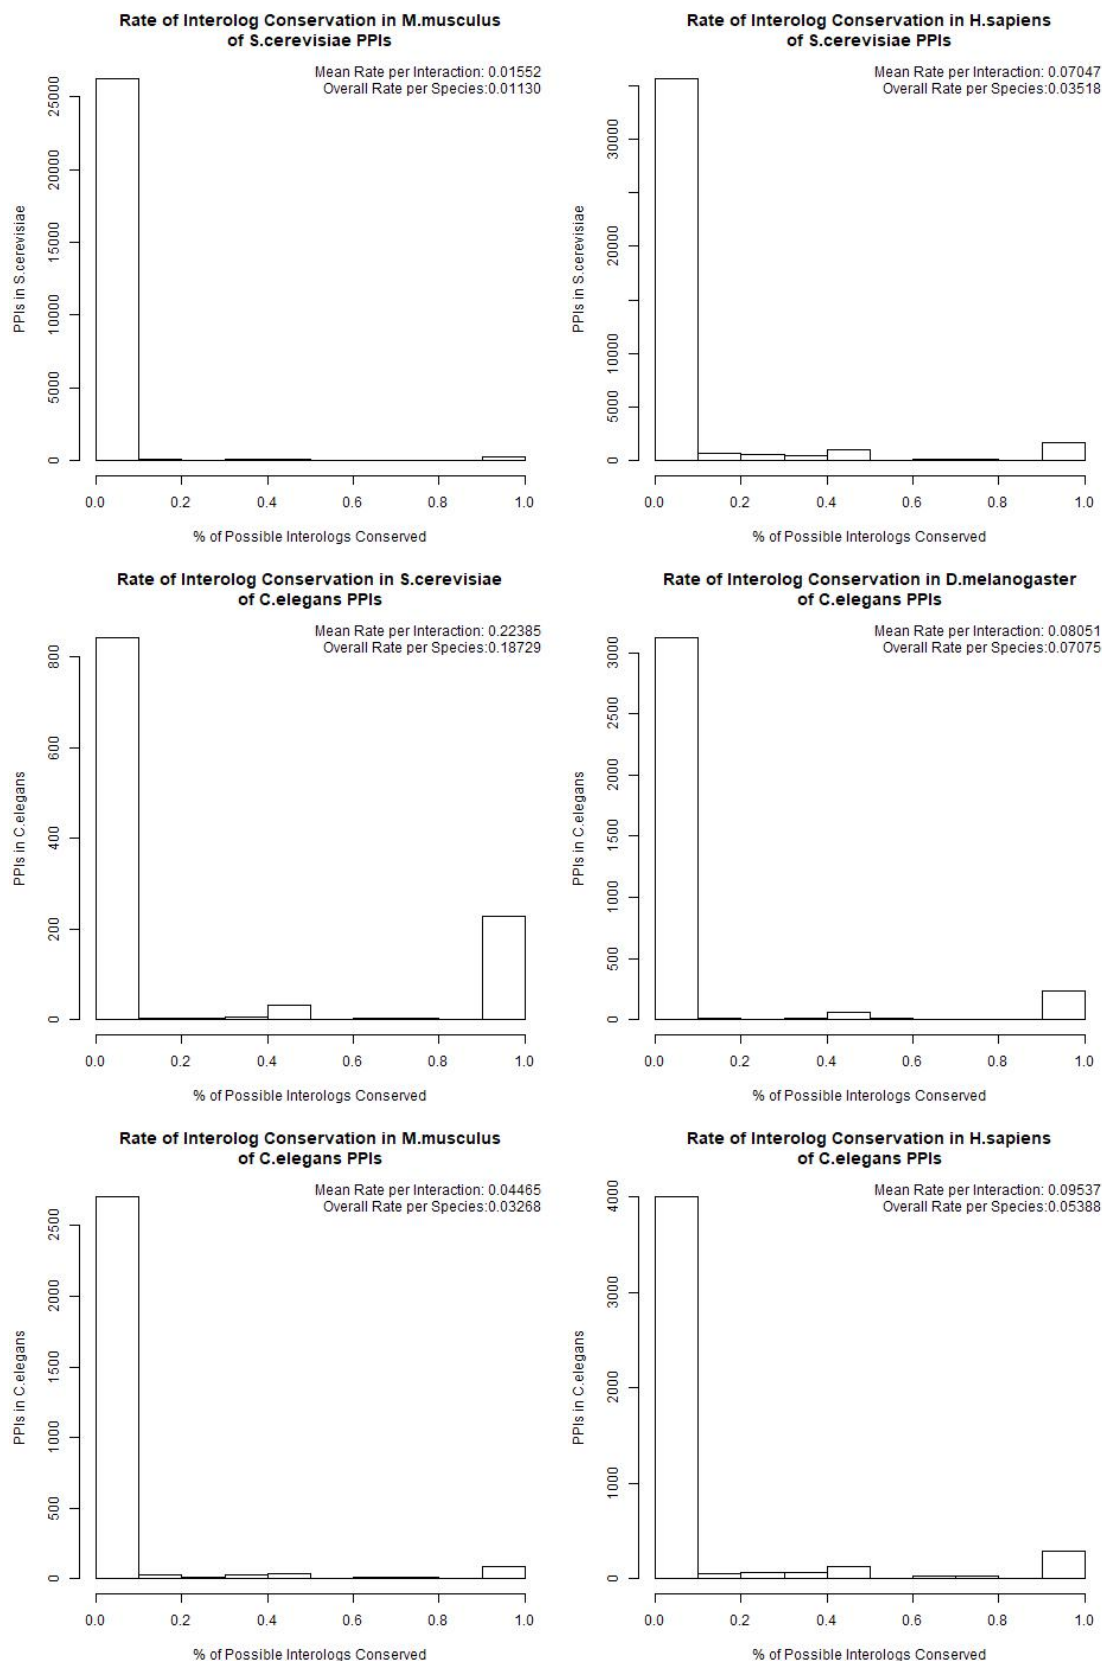 Rate of Interolog Conservation in M.musculus
of S.cerevisiae PPIs
Mean Rate per Interaction: 0.01552
Overall Rate per Species:0.01130
PPIs in S.cerevisiae
25000
20000
15000
10000
5000
0
0.0 0.2 0.4 0.6 0.8 1.0
% of Possible Interologs Conserved
Rate of Interolog Conservation in H.sapiens
of S.cerevisiae PPIs
Mean Rate per Interaction: 0.07047
Overall Rate per Species:0.03518
PPIs in S.cerevisiae
30000
20000
10000
5000
0
0.0 0.2 0.4 0.6 0.8 1.0
% of Possible Interologs Conserved
Rate of Interolog Conservation in S.cerevisiae
of C.elegans PPIs
Mean Rate per Interaction: 0.22385
Overall Rate per Species:0.18729
PPIs in C.elegans
800
600
400
200
0
0.0 0.2 0.4 0.6 0.8 1.0
% of Possible Interologs Conserved
Rate of Interolog Conservation in D.melanogaster
of C.elegans PPIs
Mean Rate per Interaction: 0.08051
Overall Rate per Species:0.07075
PPIs in C.elegans
3000
2500
2000
1500
1000
500
0
0.0 0.2 0.4 0.6 0.8 1.0
% of Possible Interologs Conserved
Rate of Interolog Conservation in M.musculus
of C.elegans PPIs
Mean Rate per Interaction: 0.04465
Overall Rate per Species:0.03268
PPIs in C.elegans
2500
2000
1500
1000
500
0
0.0 0.2 0.4 0.6 0.8 1.0
% of Possible Interologs Conserved
Rate of Interolog Conservation in H.sapiens
of C.elegans PPIs
Mean Rate per Interaction: 0.09537
Overall Rate per Species:0.05388
PPIs in C.elegans
4000
3000
2000
1000
0
0.0 0.2 0.4 0.6 0.8 1.0
% of Possible Interologs Conserved